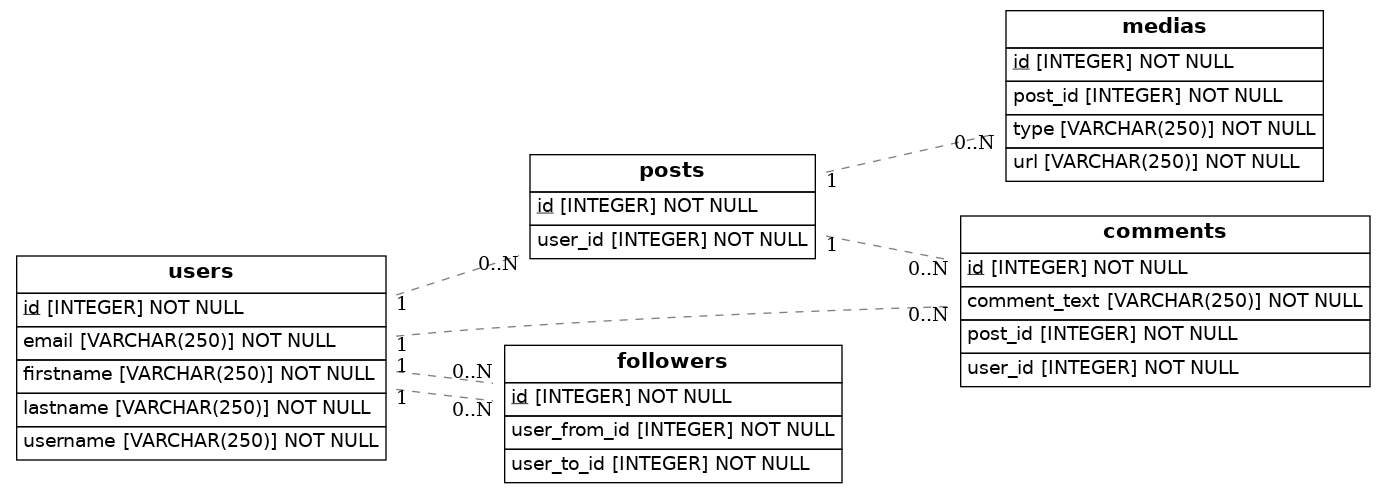 medias
id [INTEGER] NOT NULL
post_id [INTEGER] NOT NULL
type [VARCHAR(250)] NOT NULL
url [VARCHAR(250)] NOT NULL
0..N
1
posts
id [INTEGER] NOT NULL
user_id [INTEGER] NOT NULL
1
0..N
comments
id [INTEGER] NOT NULL
comment_text [VARCHAR(250)] NOT NULL
post_id [INTEGER] NOT NULL
user_id [INTEGER] NOT NULL
0..N
0..N
1
users
id [INTEGER] NOT NULL
email [VARCHAR(250)] NOT NULL
firstname [VARCHAR(250)] NOT NULL
lastname [VARCHAR(250)] NOT NULL
username [VARCHAR(250)] NOT NULL
1
1
0..N
1
0..N
followers
id [INTEGER] NOT NULL
user_from_id [INTEGER] NOT NULL
user_to_id [INTEGER] NOT NULL